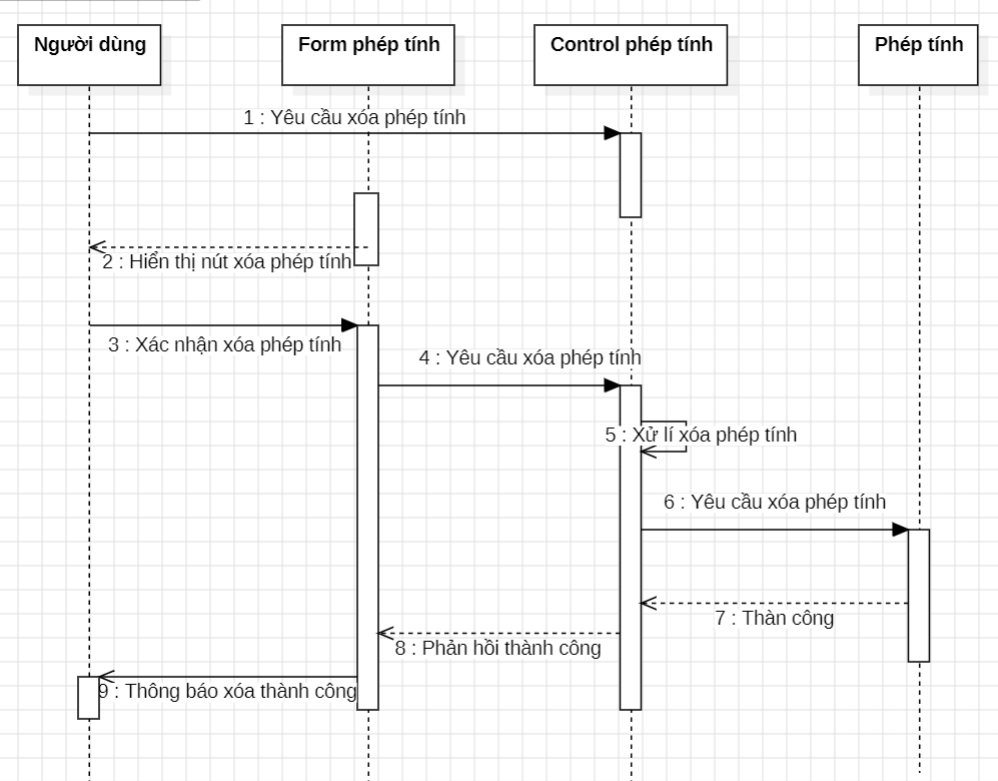 Người dùng
Form phép tính
Control phép tính
Phép tính
1 : Yêu cầu xóa phép tính
2 : Hiển thị nút xóa phép tính
3 : Xác nhận xóa phép tính
4 : Yêu cầu xóa phép tính
5 : Xử lí xóa phép tính
6 : Yêu cầu xóa phép tính
7 : Thàn công
8 : Phản hồi thành công
9 : Thông báo xóa thành công